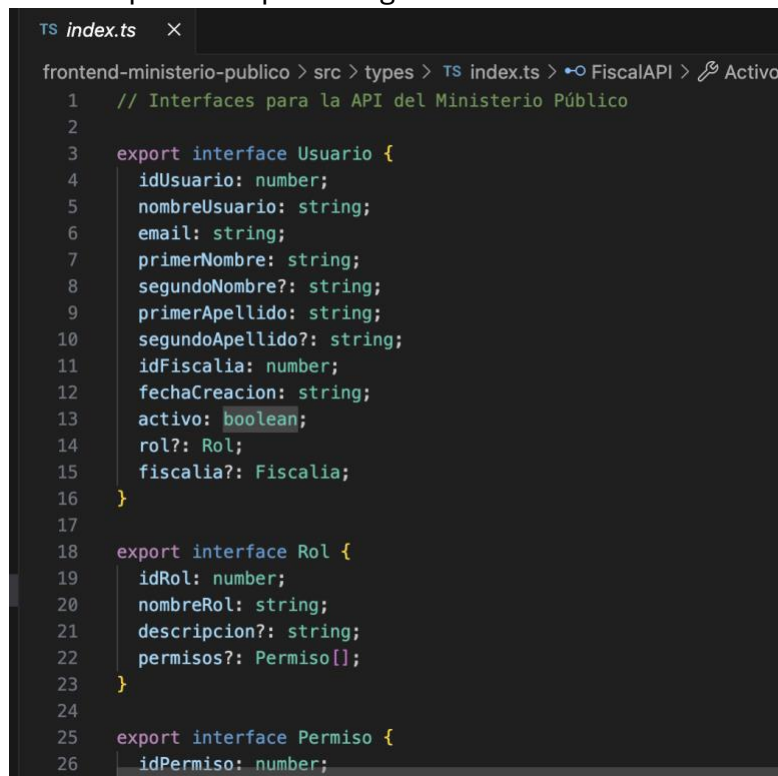 TS index.ts ×
frontend-ministerio-publico > src > types > TS index.ts > FiscalAPI > Activo
1 // Interfaces para la API del Ministerio Público
2
3 export interface Usuario {
4 idUsuario: number;
5 nombreUsuario: string;
6 email: string;
7 primerNombre: string;
8 segundoNombre?: string;
9 primerApellido: string;
10 segundoApellido?: string;
11 idFiscalia: number;
12 fechaCreacion: string;
13 activo: boolean;
14 rol?: Rol;
15 fiscalia?: Fiscalia;
16 }
17
18 export interface Rol {
19 idRol: number;
20 nombreRol: string;
21 descripcion?: string;
22 permisos?: Permiso[];
23 }
24
25 export interface Permiso {
26 idPermiso: number;